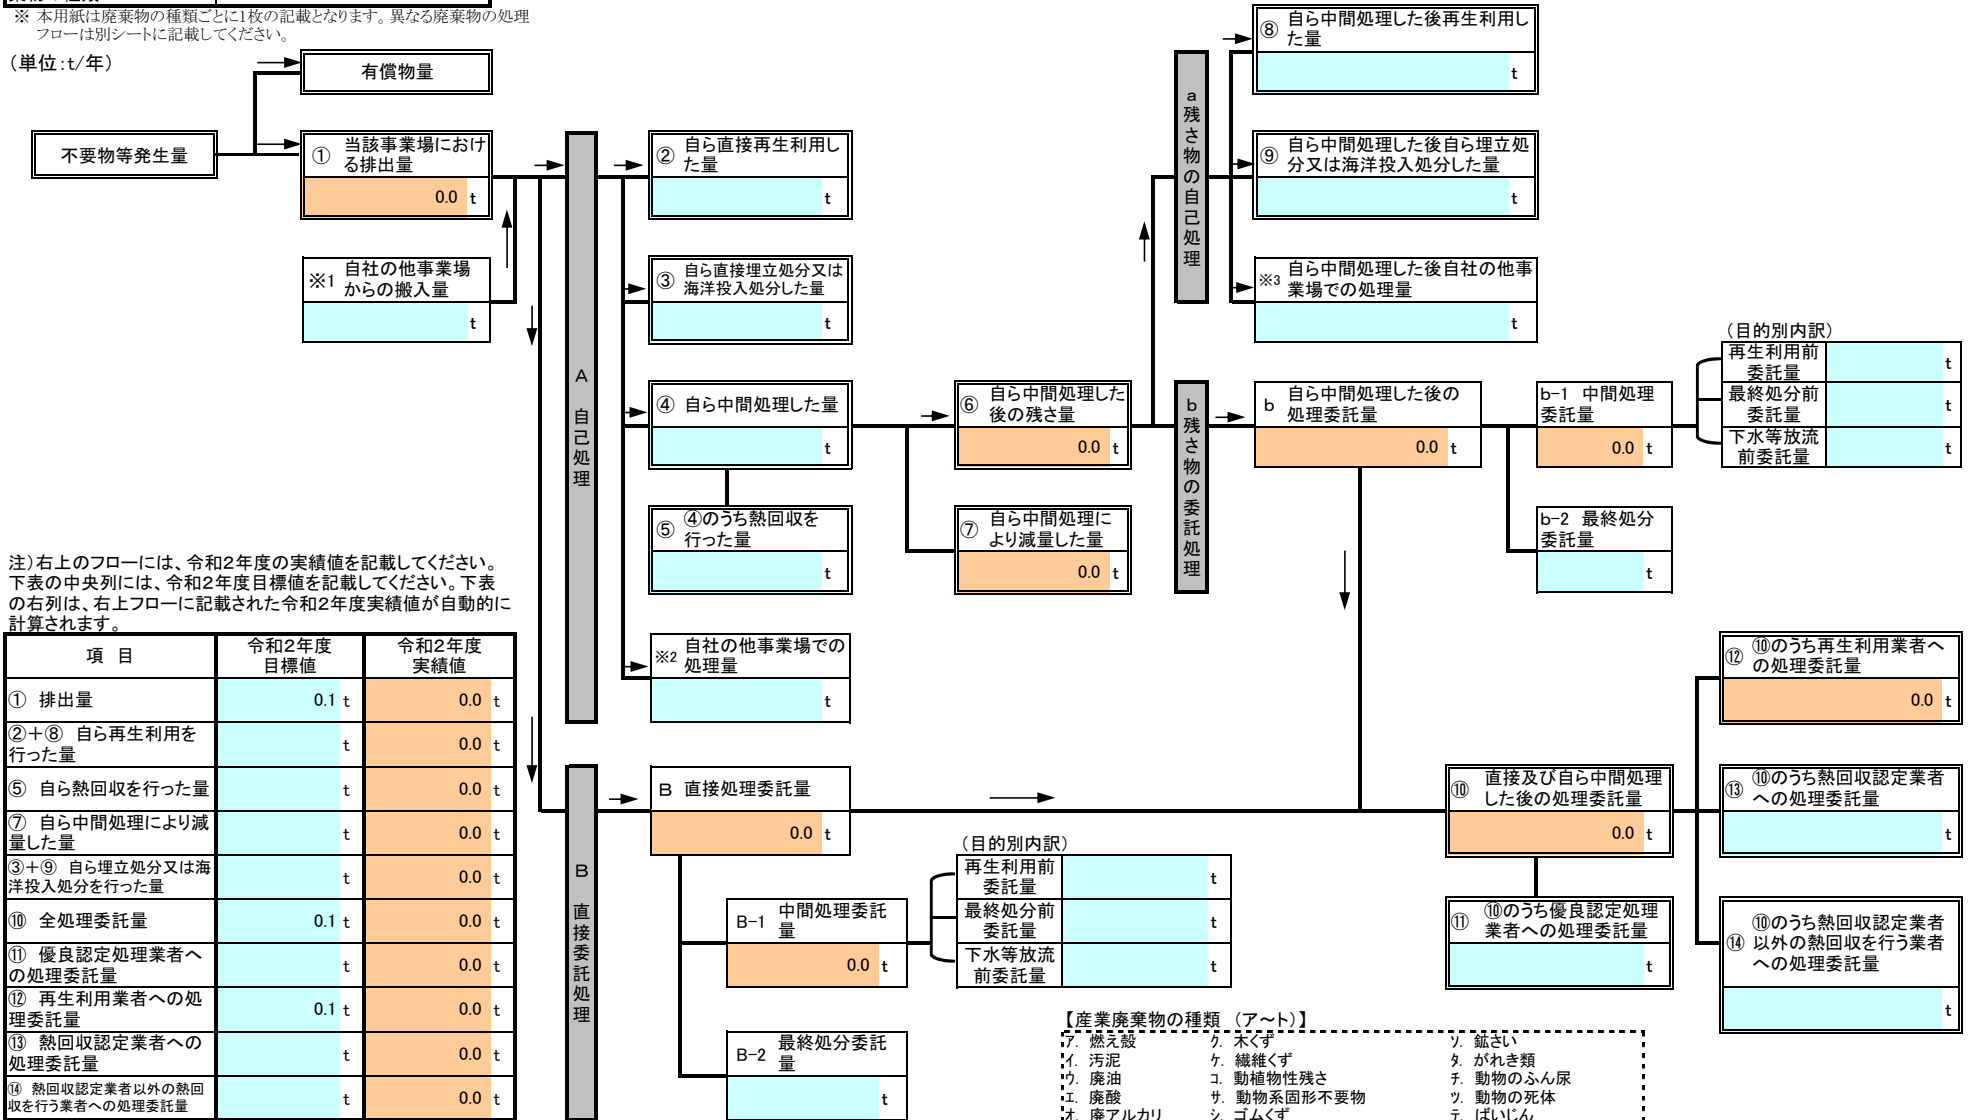 ※ 本用紙は廃棄物の種類ごとに1枚の記載となります。異なる廃棄物の処理
フローは別シートに記載してください。
(単位:t/年)
有償物量
不要物等発生量
① 当該事業場におけ
る排出量
0.0 t
※1 自社の他事業場
からの搬入量
t
A 自己処理
② 自ら直接再生利用し
た量
t
③ 自ら直接埋立処分又は
海洋投入処分した量
t
④ 自ら中間処理した量
t
⑤ ④のうち熱回収を
行った量
t
※2 自社の他事業場での
処理量
t
⑥ 自ら中間処理した
後の残さ量
0.0 t
⑦ 自ら中間処理に
より減量した量
0.0 t
a 残さ物の自己処理
⑧ 自ら中間処理した後再生利用し
た量
t
⑨ 自ら中間処理した後自ら埋立処
分又は海洋投入処分した量
t
※3 自ら中間処理した後自社の他事
業場での処理量
t
b 残さ物の委託処理
b 自ら中間処理した後の
処理委託量
0.0 t
b-1 中間処理
委託量
0.0 t
b-2 最終処分
委託量
t
(目的別内訳)
再生利用前
委託量
t
最終処分前
委託量
t
下水等放流
前委託量
t
注)右上のフローには、令和2年度の実績値を記載してください。
下表の中央列には、令和2年度目標値を記載してください。下表
の右列は、右上フローに記載された令和2年度実績値が自動的に
計算されます。
項 目 令和2年度
目標値 令和2年度
実績値
① 排出量 0.1 t 0.0 t
②+⑧ 自ら再生利用を
行った量 t 0.0 t
⑤ 自ら熱回収を行った量 t 0.0 t
⑦ 自ら中間処理により減
量した量 t 0.0 t
③+⑨ 自ら埋立処分又は海
洋投入処分を行った量 t 0.0 t
⑩ 全処理委託量 0.1 t 0.0 t
⑪ 優良認定処理業者へ
の処理委託量 t 0.0 t
⑫ 再生利用業者への処
理委託量 0.1 t 0.0 t
⑬ 熱回収認定業者への
処理委託量 t 0.0 t
⑭ 熱回収認定業者以外の熱回
収を行う業者への処理委託量 t 0.0 t
B 直接委託処理
B 直接処理委託量
0.0 t
B-1 中間処理委託
量
0.0 t
B-2 最終処分委託
量
t
(目的別内訳)
再生利用前
委託量
t
最終処分前
委託量
t
下水等放流
前委託量
t
⑩ 直接及び自ら中間処理
した後の処理委託量
0.0 t
⑪ ⑩のうち優良認定処理
業者への処理委託量
t
⑫ ⑩のうち再生利用業者へ
の処理委託量
0.0 t
⑬ ⑩のうち熱回収認定業者
への処理委託量
t
⑭ ⑩のうち熱回収認定業者
以外の熱回収を行う業者
への処理委託量
t
【産業廃棄物の種類 (ア~ト)】
ア. 燃え殻 ク. 木くず ソ. 鉱さい
イ. 汚泥 ケ. 繊維くず タ. がれき類
ウ. 廃油 コ. 動植物性残さ チ. 動物のふん尿
エ. 廃酸 サ. 動物系固形不要物 ツ. 動物の死体
オ. 廃アルカリ シ. ゴムくず テ. ばいじん